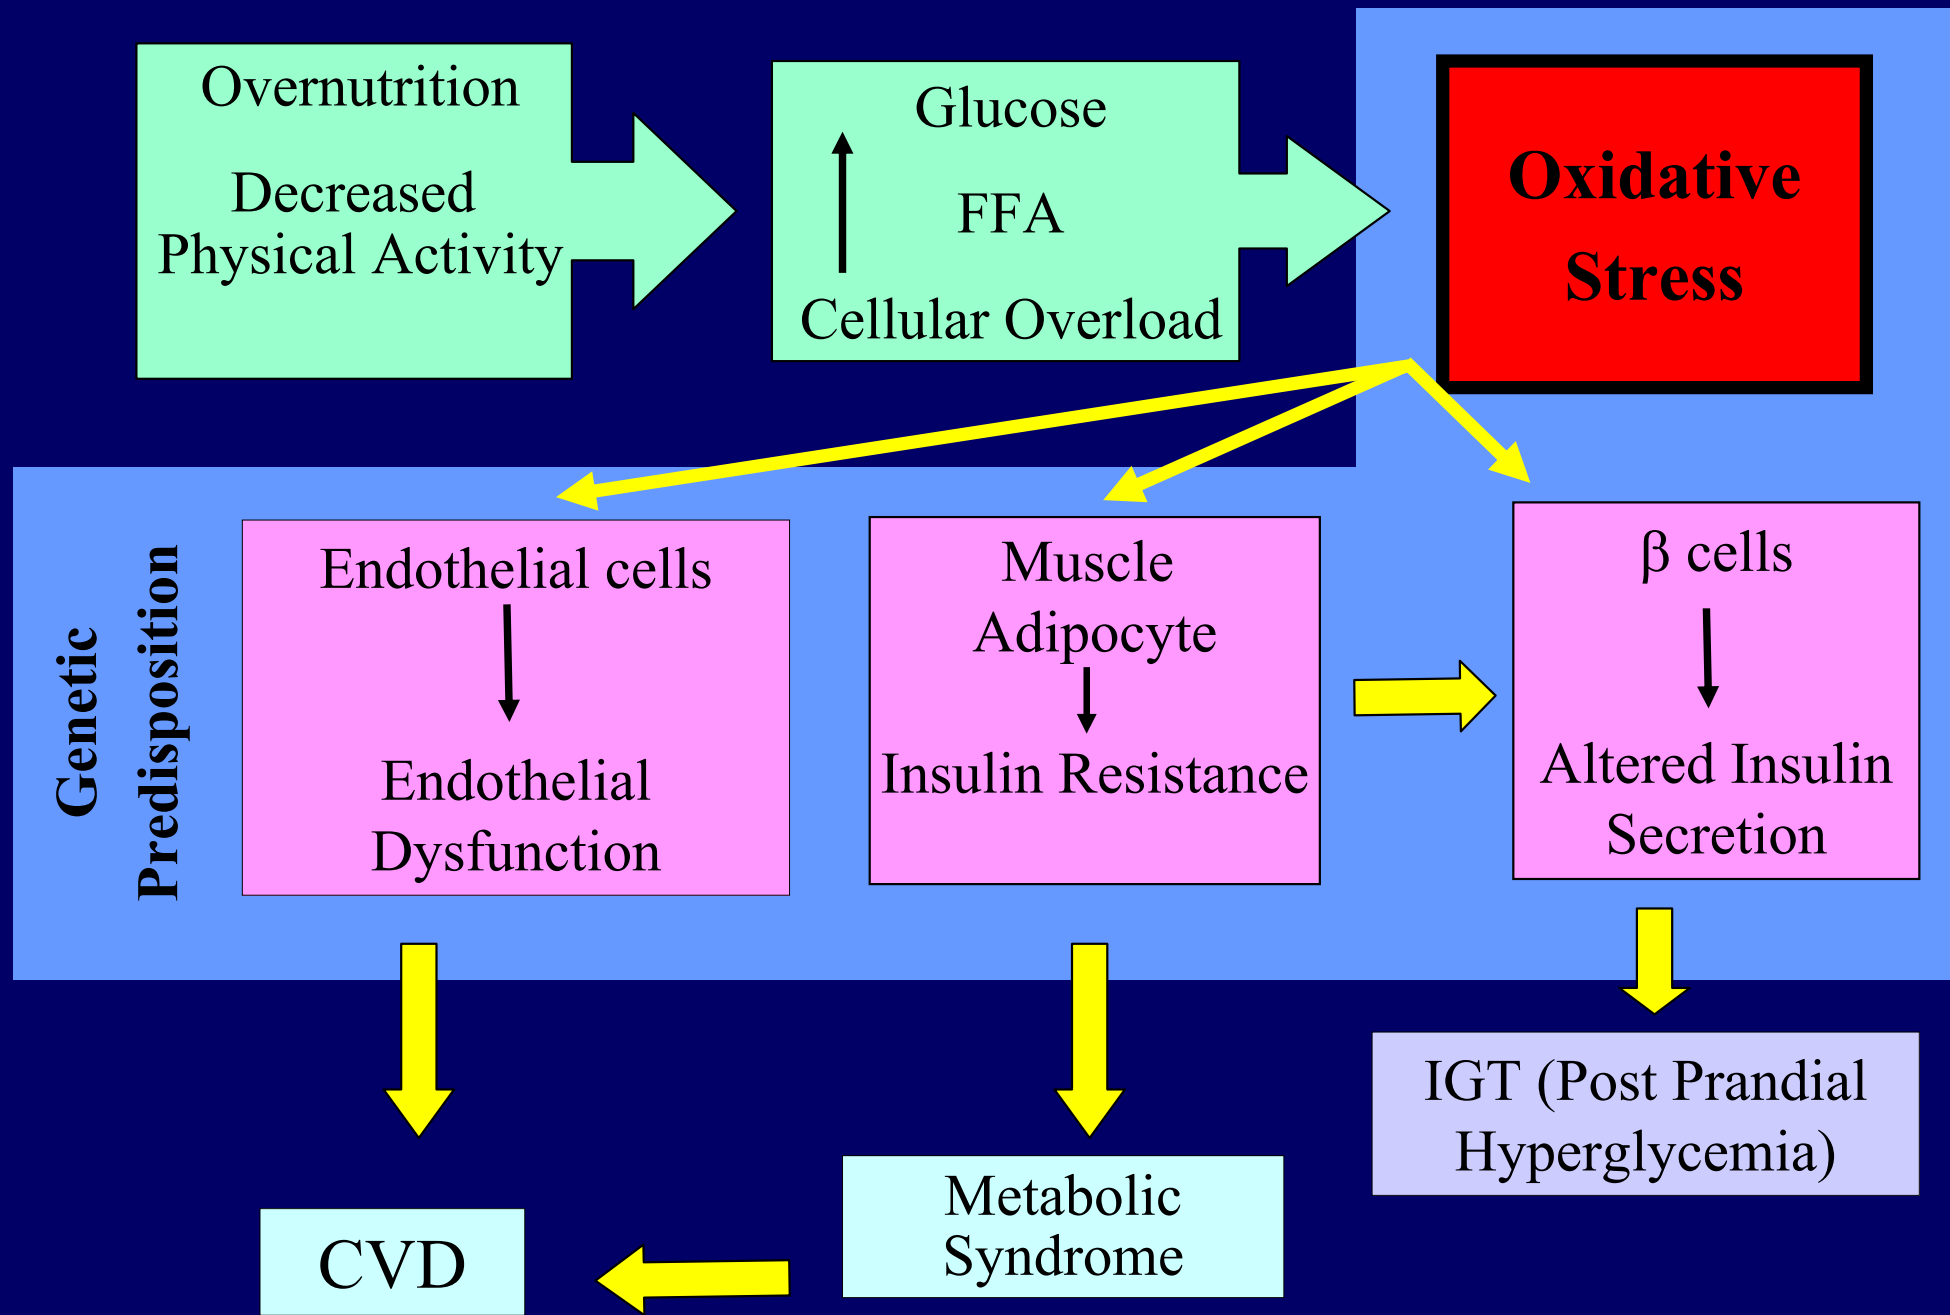 Overnutrition
Decreased
Physical Activity
Glucose
FFA
Cellular Overload
Oxidative
Stress
Genetic
Predisposition
Endothelial cells
Endothelial
Dysfunction
Muscle
Adipocyte
Insulin Resistance
β cells
Altered Insulin
Secretion
IGT (Post Prandial
Hyperglycemia)
Metabolic
Syndrome
CVD